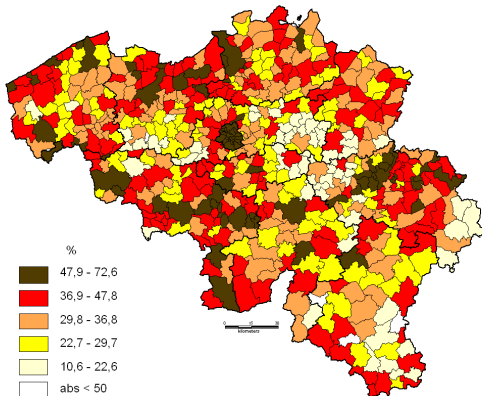 %
47,9 - 72,6
36,9 - 47,8
29,8 - 36,8
22,7 - 29,7
10,6 - 22,6
abs < 50
kilometers